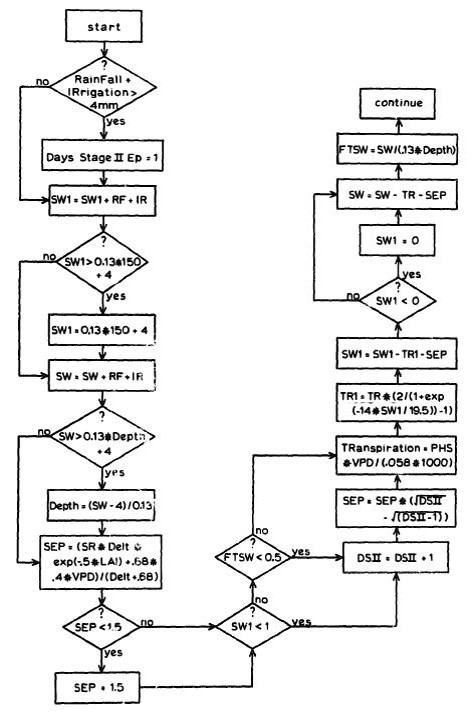 start
?
RainFall +
IRrigation>
4mm
no
yes
Days Stage II Ep = 1
SW1 = SW1 + RF + IR
?
SW1>0.13*150
+ 4
no
yes
SW1=0.13*150 + 4
SW = SW + RF + IR
?
SW>0.13*Depth
+ 4
no
yes
Depth = (SW-4)/0.13
SEP = (SR * Delt *
exp(-.5*LAI) + .68*
.4*VPD)/(Delt+.68)
?
SEP <1.5
no
yes
SEP = 1.5
?
SW1 < 1
no
yes
?
FTSW < 0.5
no
yes
DSII = DSII + 1
SEP = SEP * (√DSII
- √(DSII-1))
TRanspiration = PHS
*VPD/(.058 * 1000)
TR1 = TR * (2/(1+exp
(-.14*SW1/19.5))-1)
SW1 = SW1-TR1-SEP
?
SW1 < 0
no
yes
SW1 = 0
SW = SW - TR - SEP
FTSW = SW/(.13*Depth)
continue